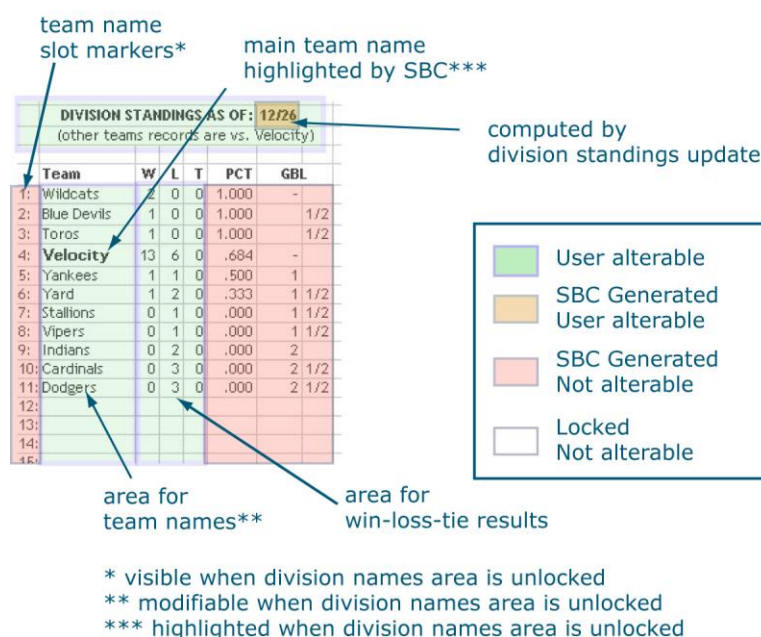 team name
slot markers*
main team name
highlighted by SBC***
DIVISION STANDINGS AS OF: 12/26
(other teams records are vs. Velocity)
computed by
division standings update
Team W L T PCT GBL
1: Wildcats 2 0 0 1.000 -
2: Blue Devils 1 0 0 1.000 1/2
3: Toros 1 0 0 1.000 1/2
4: Velocity 13 6 0 .684 -
5: Yankees 1 1 0 .500 1
6: Yard 1 2 0 .333 1 1/2
7: Stallions 0 1 0 .000 1 1/2
8: Vipers 0 1 0 .000 1 1/2
9: Indians 0 2 0 .000 2
10: Cardinals 0 3 0 .000 2 1/2
11: Dodgers 0 3 0 .000 2 1/2
12:
13:
14:
15:
User alterable
SBC Generated
User alterable
SBC Generated
Not alterable
Locked
Not alterable
area for
team names**
area for
win-loss-tie results
* visible when division names area is unlocked
** modifiable when division names area is unlocked
*** highlighted when division names area is unlocked